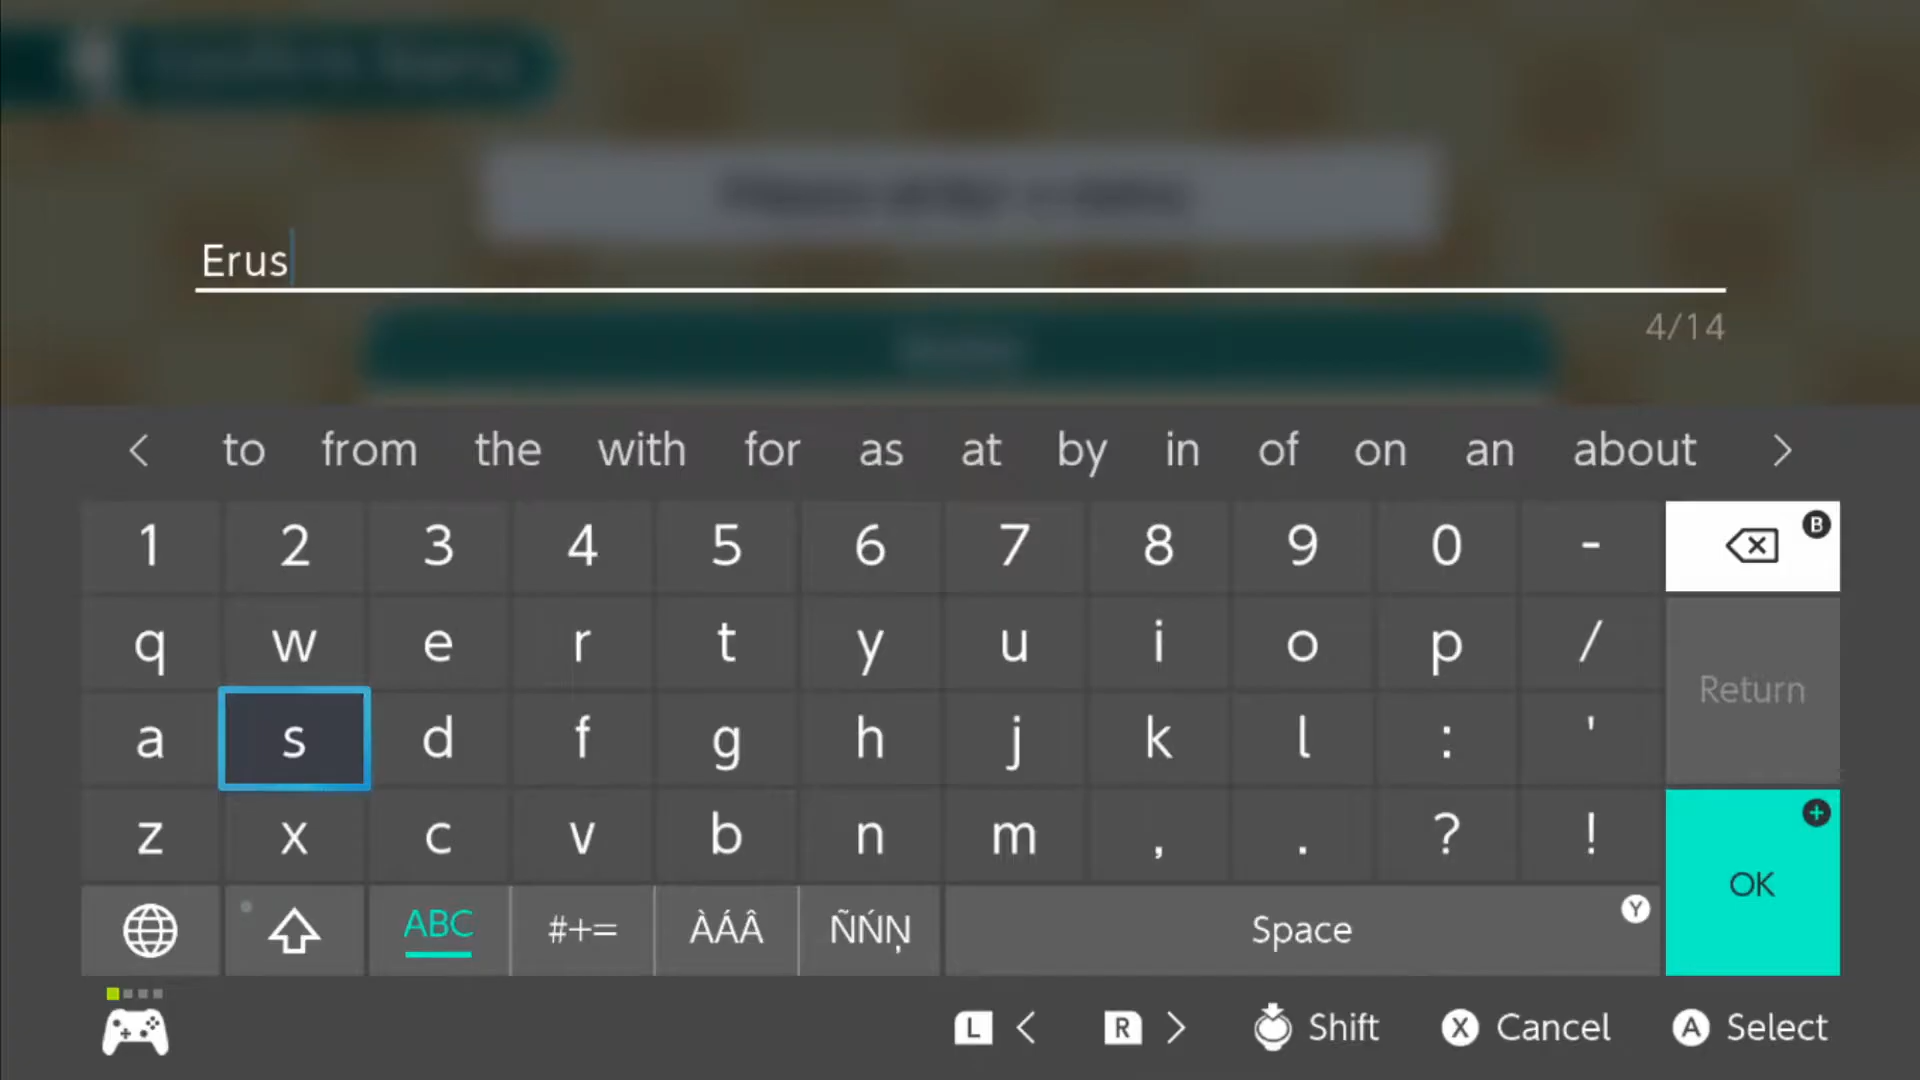 Erus
4/14
< to from the with for as at by in of on an about >
1 2 3 4 5 6 7 8 9 0 - B
q w e r t y u i o p /
Return
a s d f g h j k l : '
z x c v b n m , . ? ! +
OK
ABC #+= ÀÁÂ ÑŃŅ Space Y
L < R > Shift X Cancel A Select